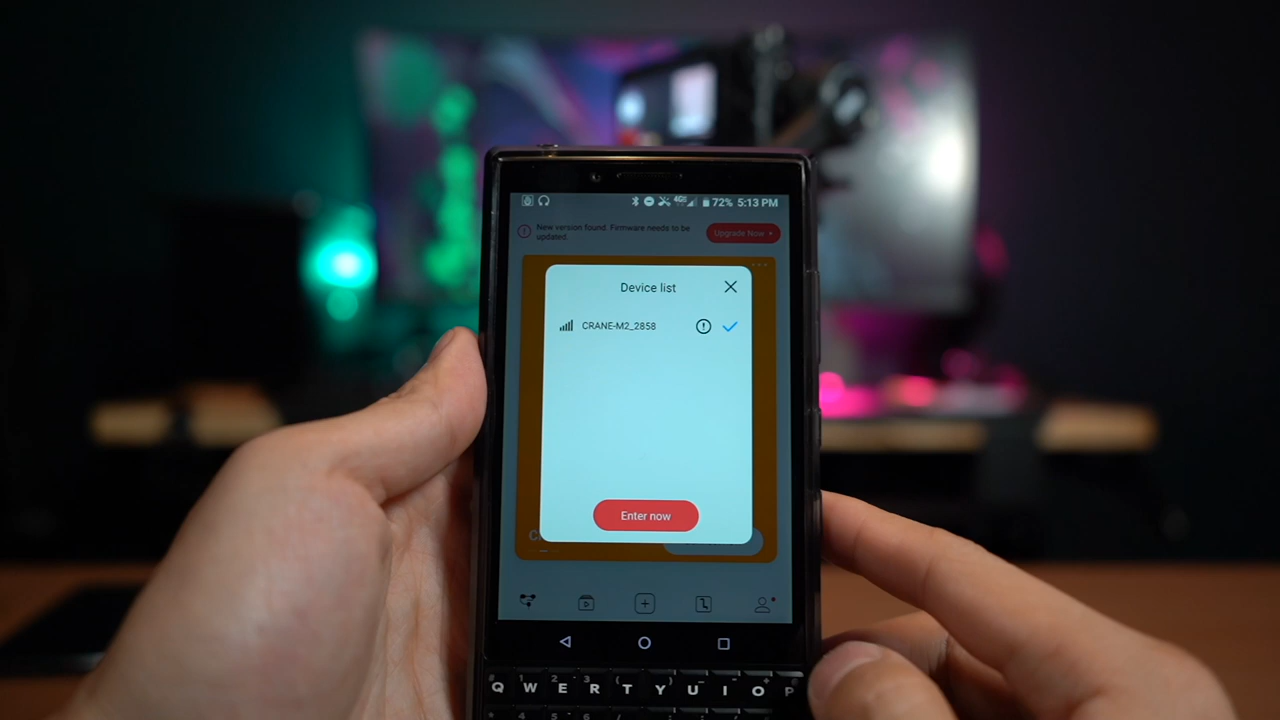 4G 72% 5:13 PM
New version found. Firmware needs to be
updated.
Upgrade Now
Device list
CRANE-M2_2858
Enter now
Q W E R T Y U I O P